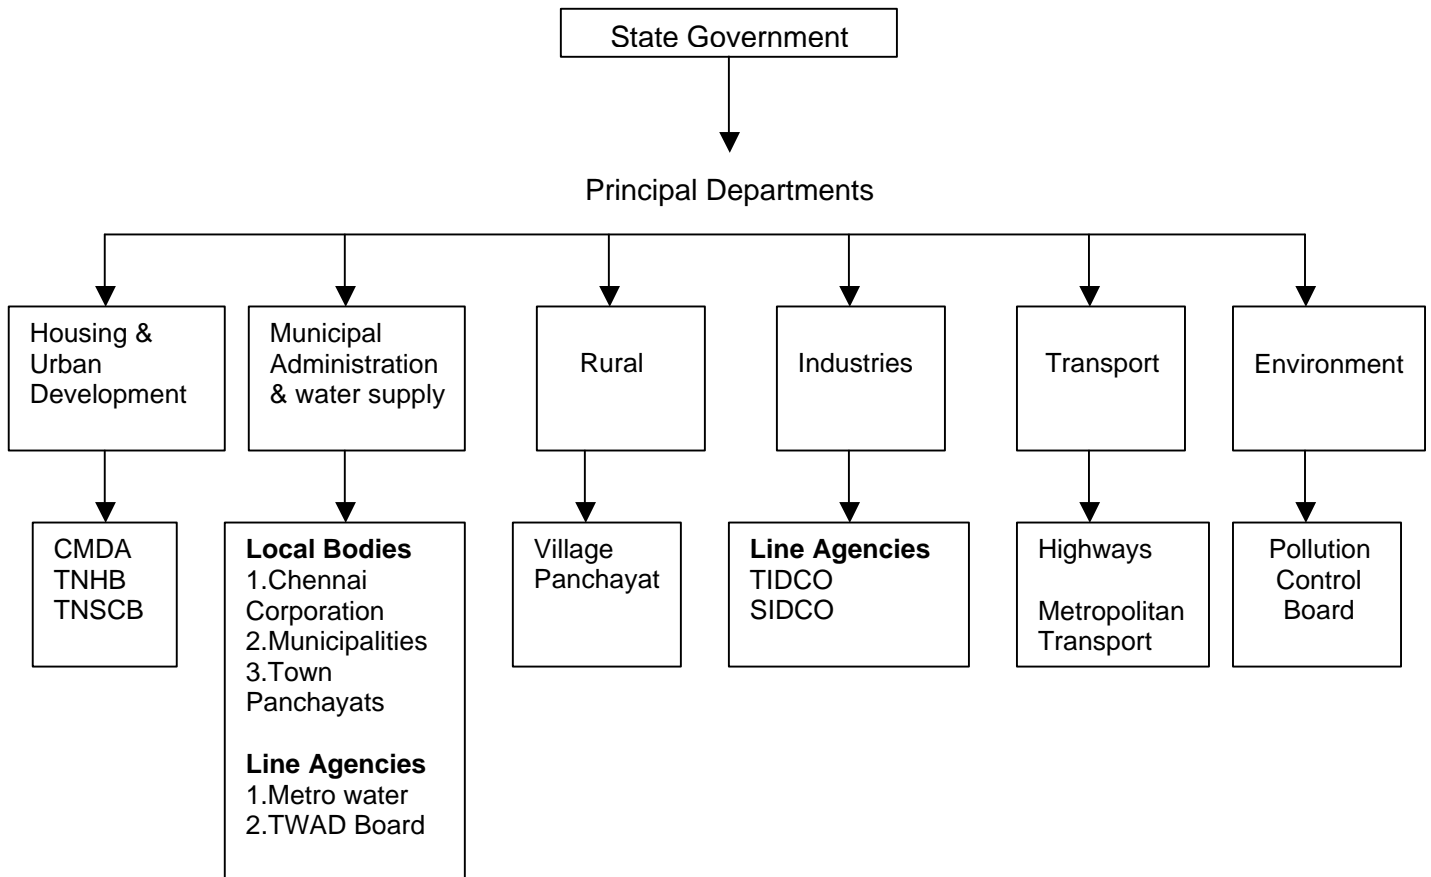 State Government
Principal Departments
Housing &
Urban
Development
Municipal
Administration
& water supply
Rural
Industries
Transport
Environment
CMDA
TNHB
TNSCB
Local Bodies
1.Chennai
Corporation
2.Municipalities
3.Town
Panchayats
Line Agencies
1.Metro water
2.TWAD Board
Village
Panchayat
Line Agencies
TIDCO
SIDCO
Highways
Metropolitan
Transport
Pollution
Control
Board